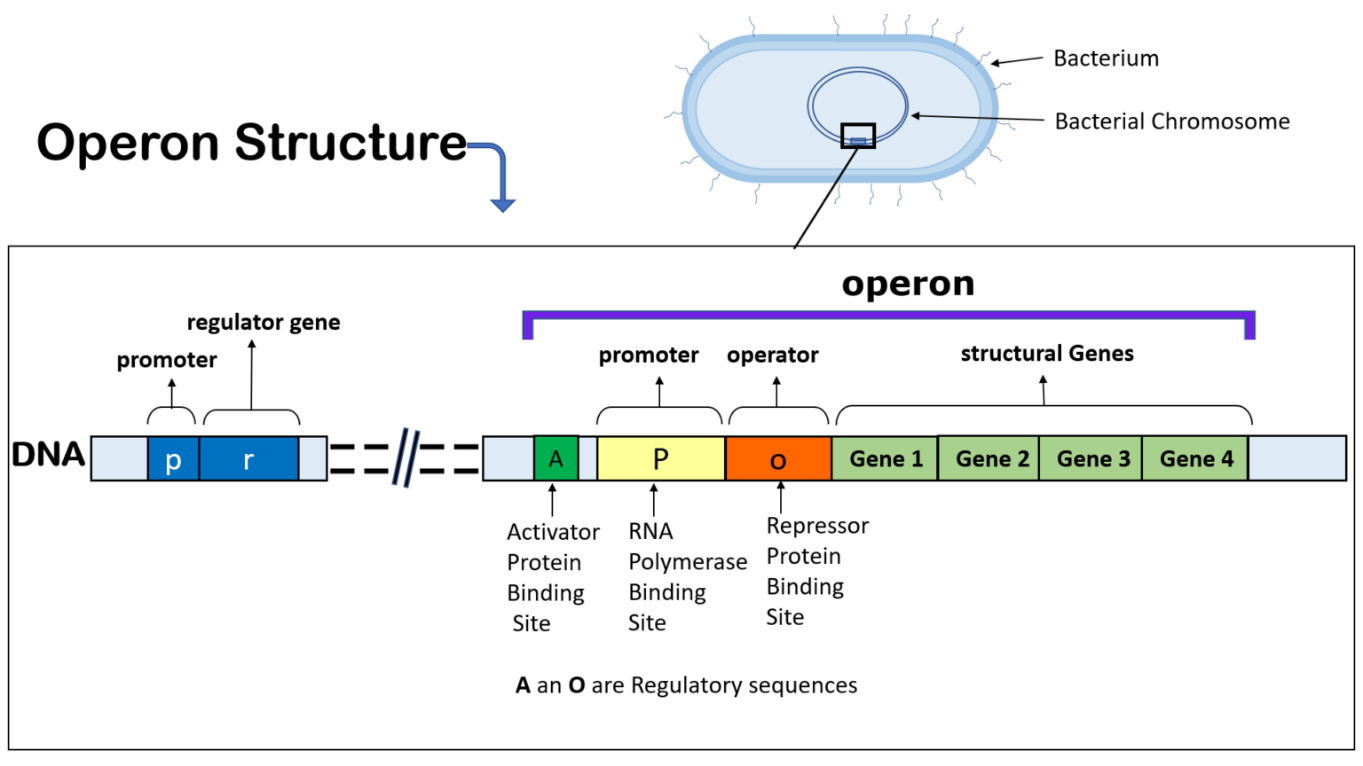 Bacterium
Bacterial Chromosome
Operon Structure
operon
regulator gene
promoter
promoter
operator
structural Genes
DNA
p
r
A
P
o
Gene 1
Gene 2
Gene 3
Gene 4
Activator
Protein
Binding
Site
RNA
Polymerase
Binding
Site
Repressor
Protein
Binding
Site
A an O are Regulatory sequences